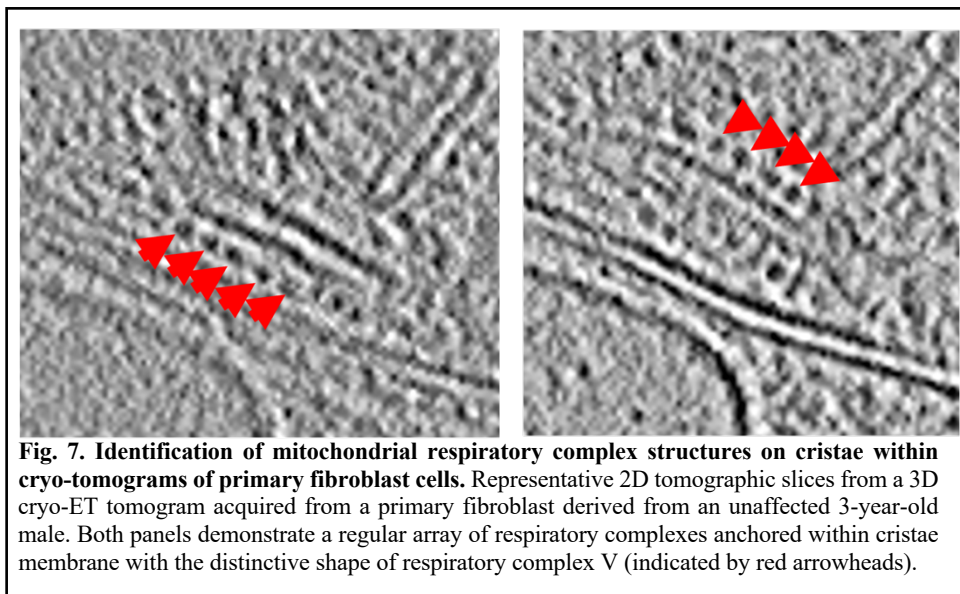 Fig. 7. Identification of mitochondrial respiratory complex structures on cristae within
cryo-tomograms of primary fibroblast cells. Representative 2D tomographic slices from a 3D
cryo-ET tomogram acquired from a primary fibroblast derived from an unaffected 3-year-old
male. Both panels demonstrate a regular array of respiratory complexes anchored within cristae
membrane with the distinctive shape of respiratory complex V (indicated by red arrowheads).